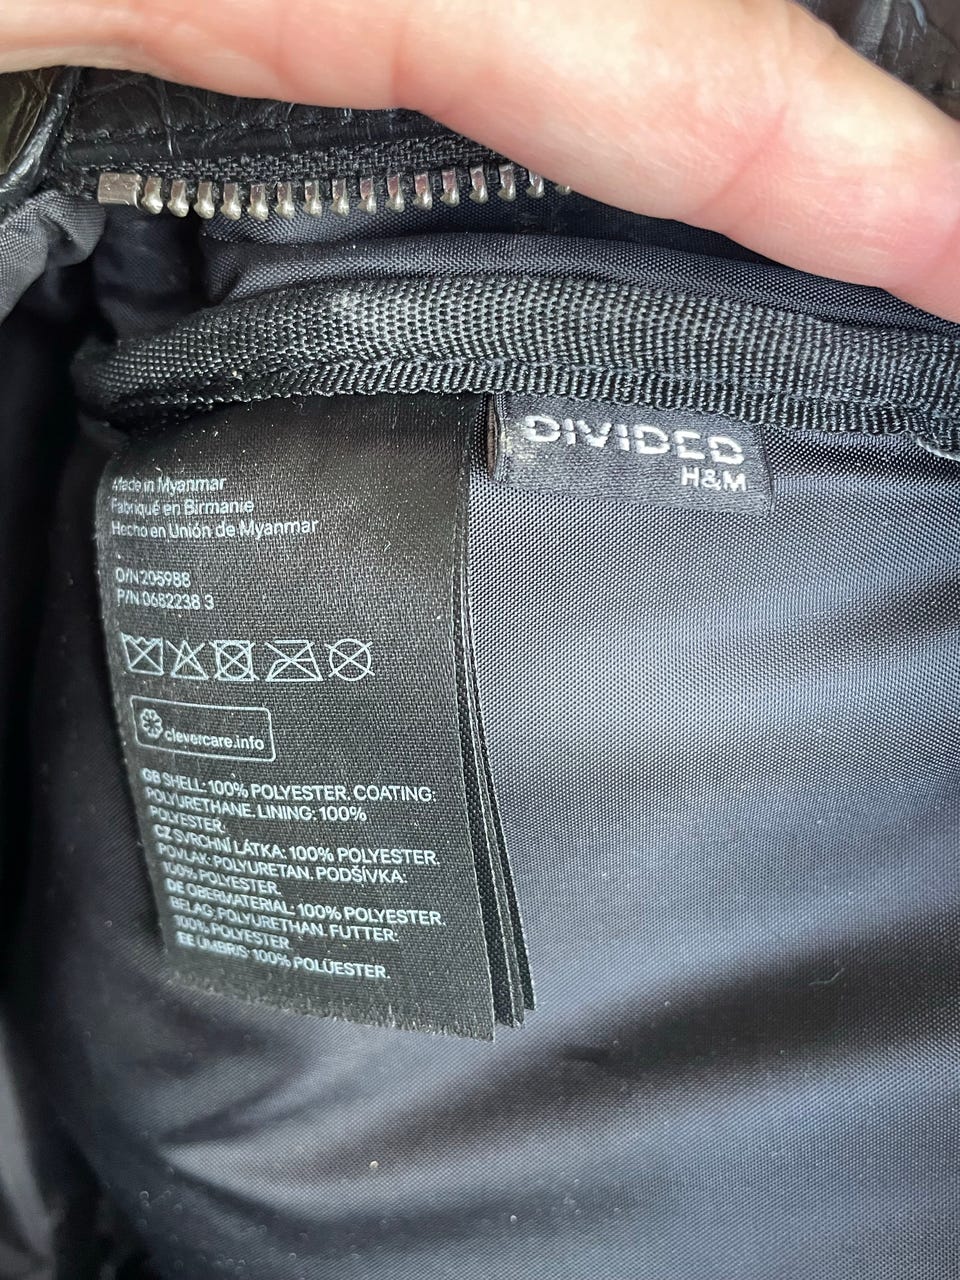 DIVIDED
H&M
Made in Myanmar
Fabriqué en Birmanie
Hecho en Unión de Myanmar
O/N 205988
P/N 0682238 3
clevercare.info
GB SHELL: 100% POLYESTER. COATING:
POLYURETHANE. LINING: 100%
POLYESTER.
CZ SVRCHNÍ LÁTKA: 100% POLYESTER.
POVLAK: POLYURETAN. PODŠÍVKA:
100% POLYESTER.
DE OBERMATERIAL: 100% POLYESTER.
BELAG: POLYURETHAN. FUTTER:
100% POLYESTER
EE ÜMBRIS: 100% POLÜESTER.